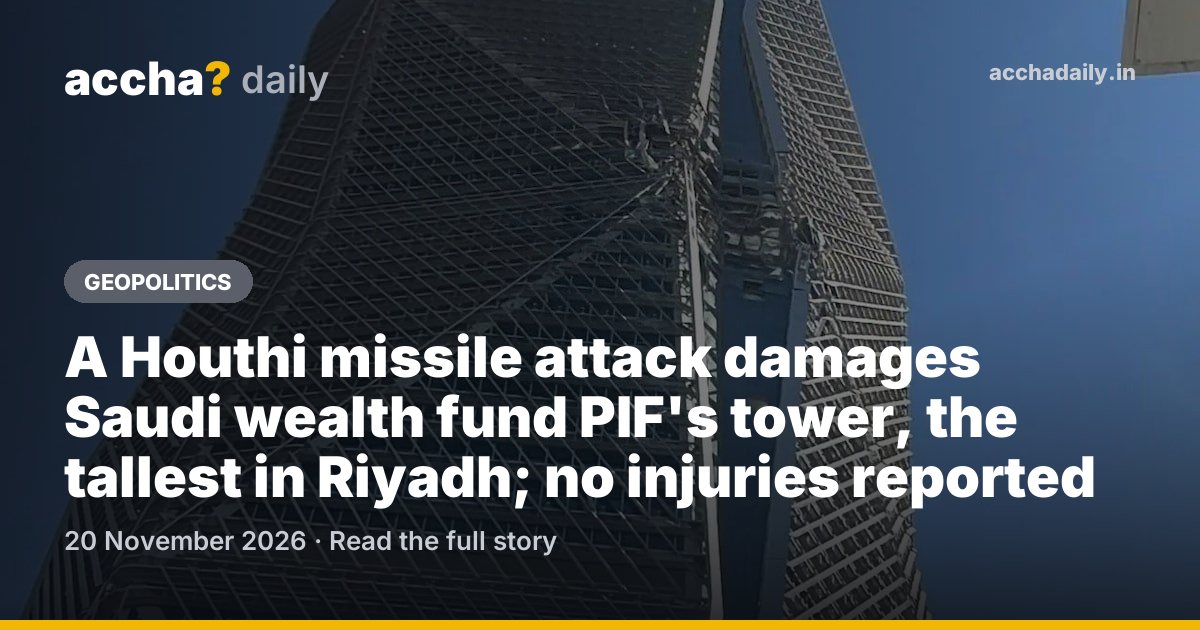 accha? daily
acchadaily.in
GEOPOLITICS
A Houthi missile attack damages
Saudi wealth fund PIF's tower, the
tallest in Riyadh; no injuries reported
20 November 2026 · Read the full story